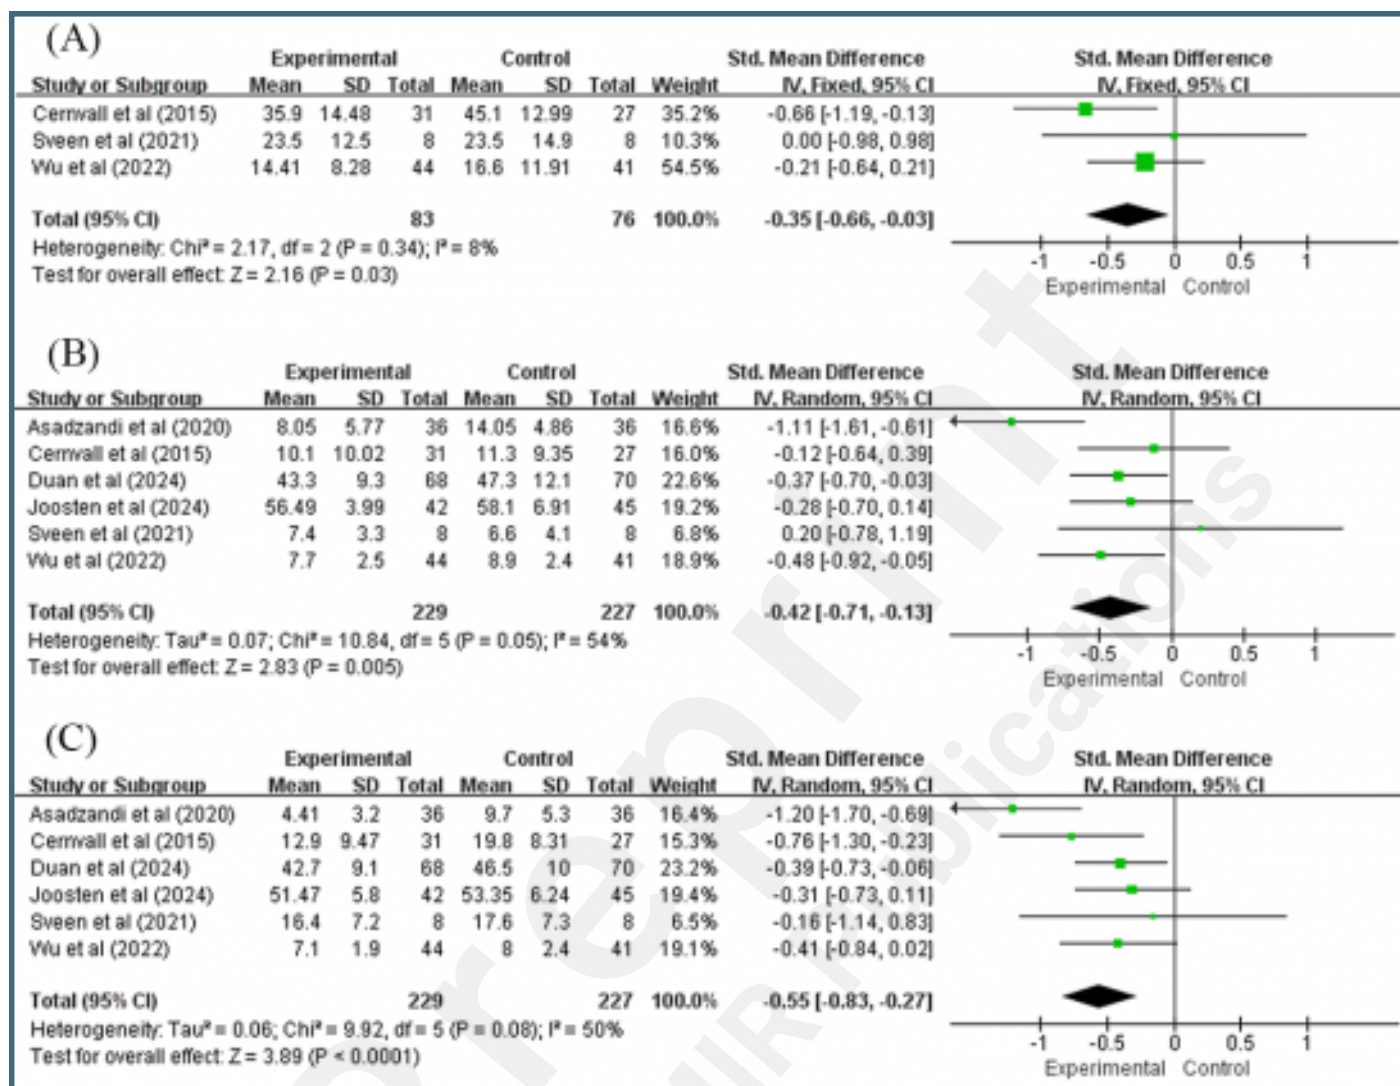 (A)
Experimental Control Std. Mean Difference Std. Mean Difference
Study or Subgroup Mean SD Total Mean SD Total Weight IV, Fixed, 95% CI IV, Fixed, 95% CI
Cernvall et al (2015) 35.9 14.48 31 45.1 12.99 27 35.2% -0.66 [-1.19, -0.13]
Sveen et al (2021) 23.5 12.5 8 23.5 14.9 8 10.3% 0.00 [-0.98, 0.98]
Wu et al (2022) 14.41 8.28 44 16.6 11.91 41 54.5% -0.21 [-0.64, 0.21]
Total (95% CI) 83 76 100.0% -0.35 [-0.66, -0.03]
Heterogeneity: Chi² = 2.17, df = 2 (P = 0.34); I² = 8%
Test for overall effect: Z = 2.16 (P = 0.03)
-1 -0.5 0 0.5 1
Experimental Control
(B)
Experimental Control Std. Mean Difference Std. Mean Difference
Study or Subgroup Mean SD Total Mean SD Total Weight IV, Random, 95% CI IV, Random, 95% CI
Asadzandi et al (2020) 8.05 5.77 36 14.05 4.86 36 16.6% -1.11 [-1.61, -0.61]
Cernvall et al (2015) 10.1 10.02 31 11.3 9.35 27 16.0% -0.12 [-0.64, 0.39]
Duan et al (2024) 43.3 9.3 68 47.3 12.1 70 22.6% -0.37 [-0.70, -0.03]
Joosten et al (2024) 56.49 3.99 42 58.1 6.91 45 19.2% -0.28 [-0.70, 0.14]
Sveen et al (2021) 7.4 3.3 8 6.6 4.1 8 6.8% 0.20 [-0.78, 1.19]
Wu et al (2022) 7.7 2.5 44 8.9 2.4 41 18.9% -0.48 [-0.92, -0.05]
Total (95% CI) 229 227 100.0% -0.42 [-0.71, -0.13]
Heterogeneity: Tau² = 0.07; Chi² = 10.84, df = 5 (P = 0.05); I² = 54%
Test for overall effect: Z = 2.83 (P = 0.005)
-1 -0.5 0 0.5 1
Experimental Control
(C)
Experimental Control Std. Mean Difference Std. Mean Difference
Study or Subgroup Mean SD Total Mean SD Total Weight IV, Random, 95% CI IV, Random, 95% CI
Asadzandi et al (2020) 4.41 3.2 36 9.7 5.3 36 16.4% -1.20 [-1.70, -0.69]
Cernvall et al (2015) 12.9 9.47 31 19.8 8.31 27 15.3% -0.76 [-1.30, -0.23]
Duan et al (2024) 42.7 9.1 68 46.5 10 70 23.2% -0.39 [-0.73, -0.06]
Joosten et al (2024) 51.47 5.8 42 53.35 6.24 45 19.4% -0.31 [-0.73, 0.11]
Sveen et al (2021) 16.4 7.2 8 17.6 7.3 8 6.5% -0.16 [-1.14, 0.83]
Wu et al (2022) 7.1 1.9 44 8 2.4 41 19.1% -0.41 [-0.84, 0.02]
Total (95% CI) 229 227 100.0% -0.55 [-0.83, -0.27]
Heterogeneity: Tau² = 0.06; Chi² = 9.92, df = 5 (P = 0.08); I² = 50%
Test for overall effect: Z = 3.89 (P < 0.0001)
-1 -0.5 0 0.5 1
Experimental Control
Preprint
JMIR Publications